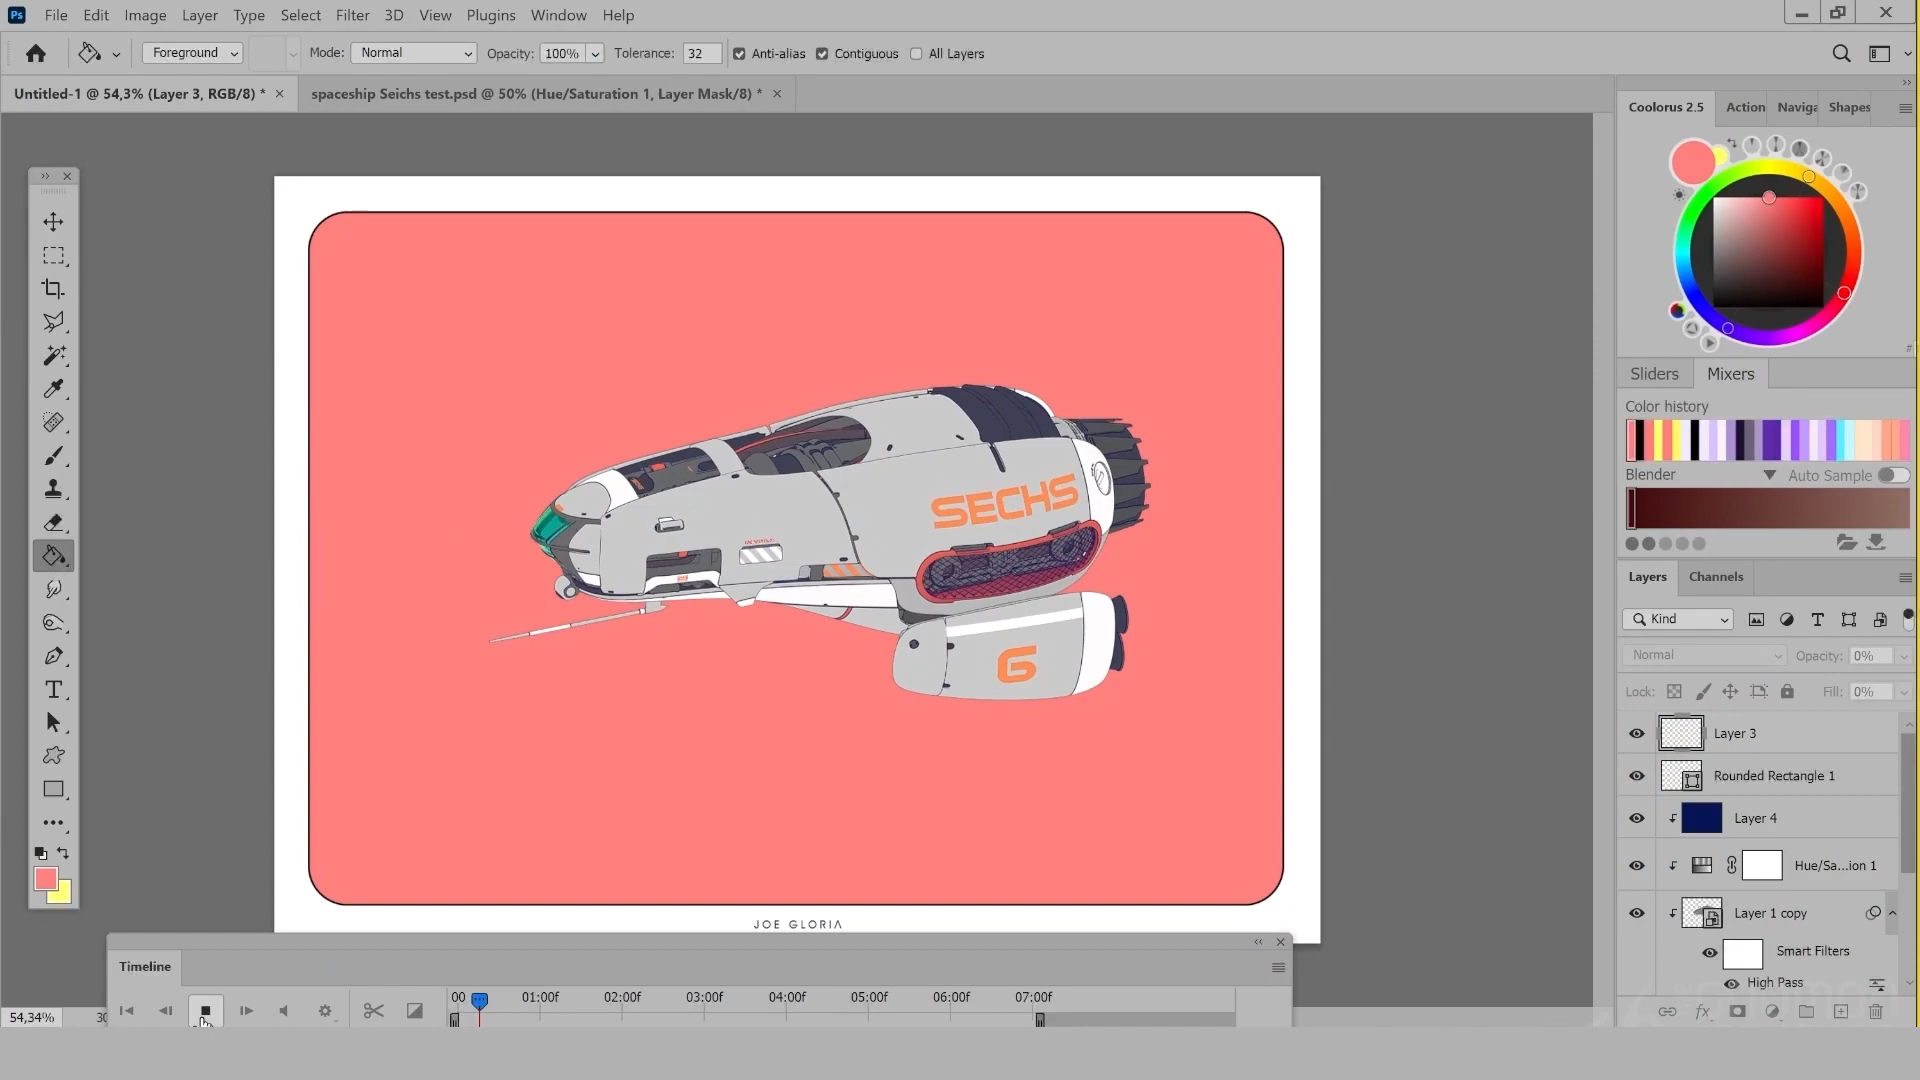 Ps File Edit Image Layer Type Select Filter 3D View Plugins Window Help
Foreground Mode: Normal Opacity: 100% Tolerance: 32 Anti-alias Contiguous All Layers
Untitled-1 @ 54,3% (Layer 3, RGB/8) * spaceship Seichs test.psd @ 50% (Hue/Saturation 1, Layer Mask/8) *
Coolorus 2.5 Action Naviga Shapes
#
Sliders Mixers
Color history
Blender Auto Sample
Layers Channels
Kind
Normal Opacity: 0%
Lock: Fill: 0%
Layer 3
Rounded Rectangle 1
Layer 4
Hue/Sa...ion 1
Layer 1 copy
Smart Filters
High Pass
fx
SECHS
6
JOE GLORIA
Timeline
00 01:00f 02:00f 03:00f 04:00f 05:00f 06:00f 07:00f
54,34% 30